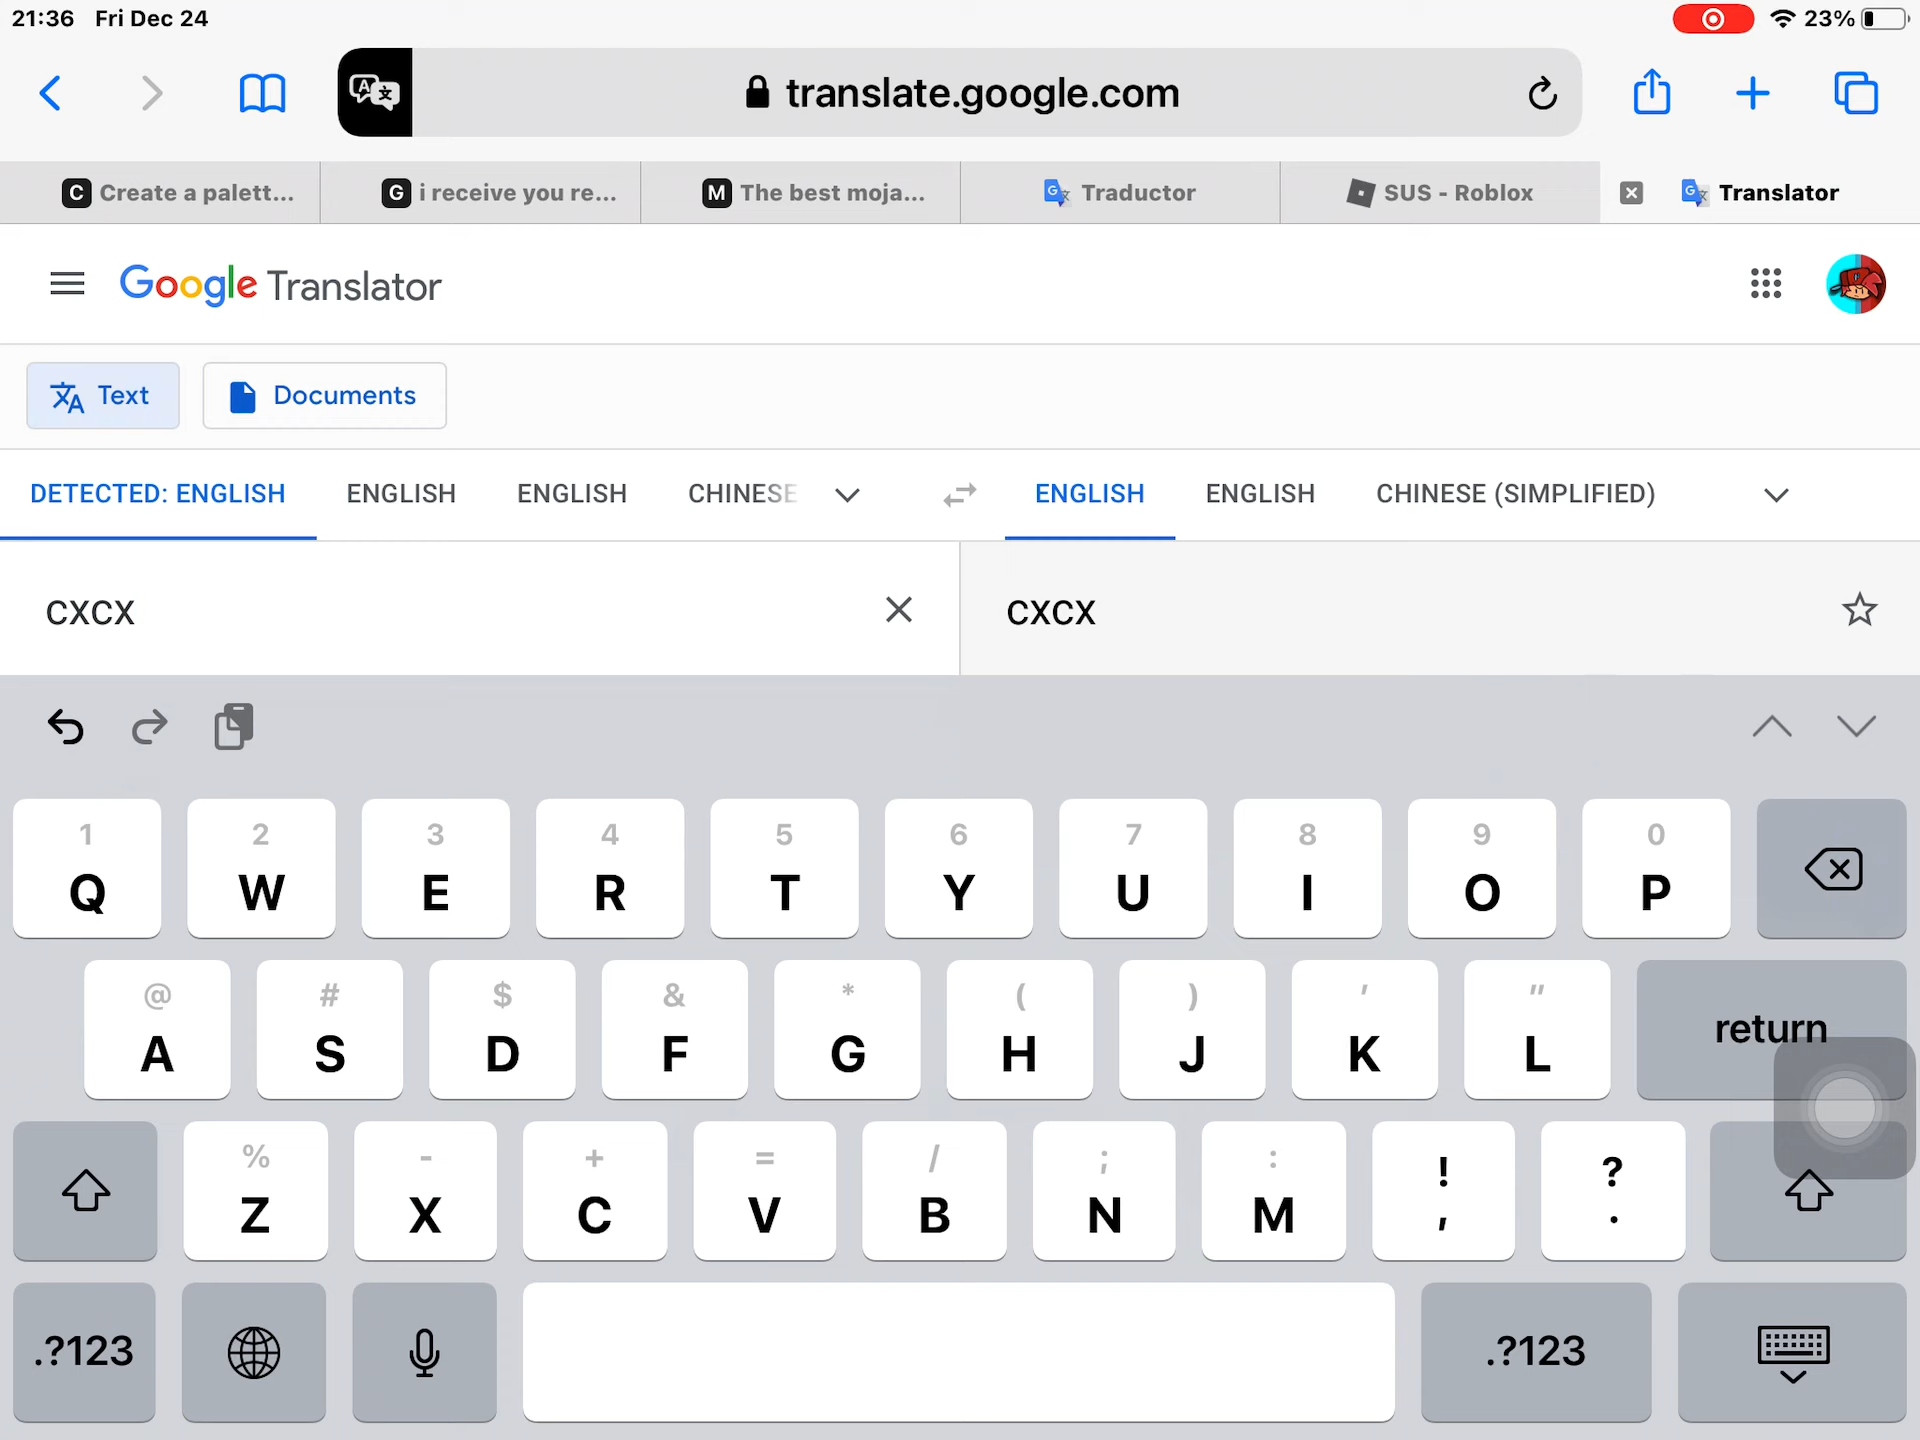 21:36 Fri Dec 24
23%
translate.google.com
C Create a palett...
G i receive you re...
M The best moja...
Traductor
SUS - Roblox
Translator
Google Translator
Text
Documents
DETECTED: ENGLISH ENGLISH ENGLISH CHINESE
ENGLISH ENGLISH CHINESE (SIMPLIFIED)
CXCX
CXCX
1 2 3 4 5 6 7 8 9 0
Q W E R T Y U I O P
@ # $ & * ( ) ' "
A S D F G H J K L return
% - + = / ; : ! ?
Z X C V B N M , .
.?123 .?123